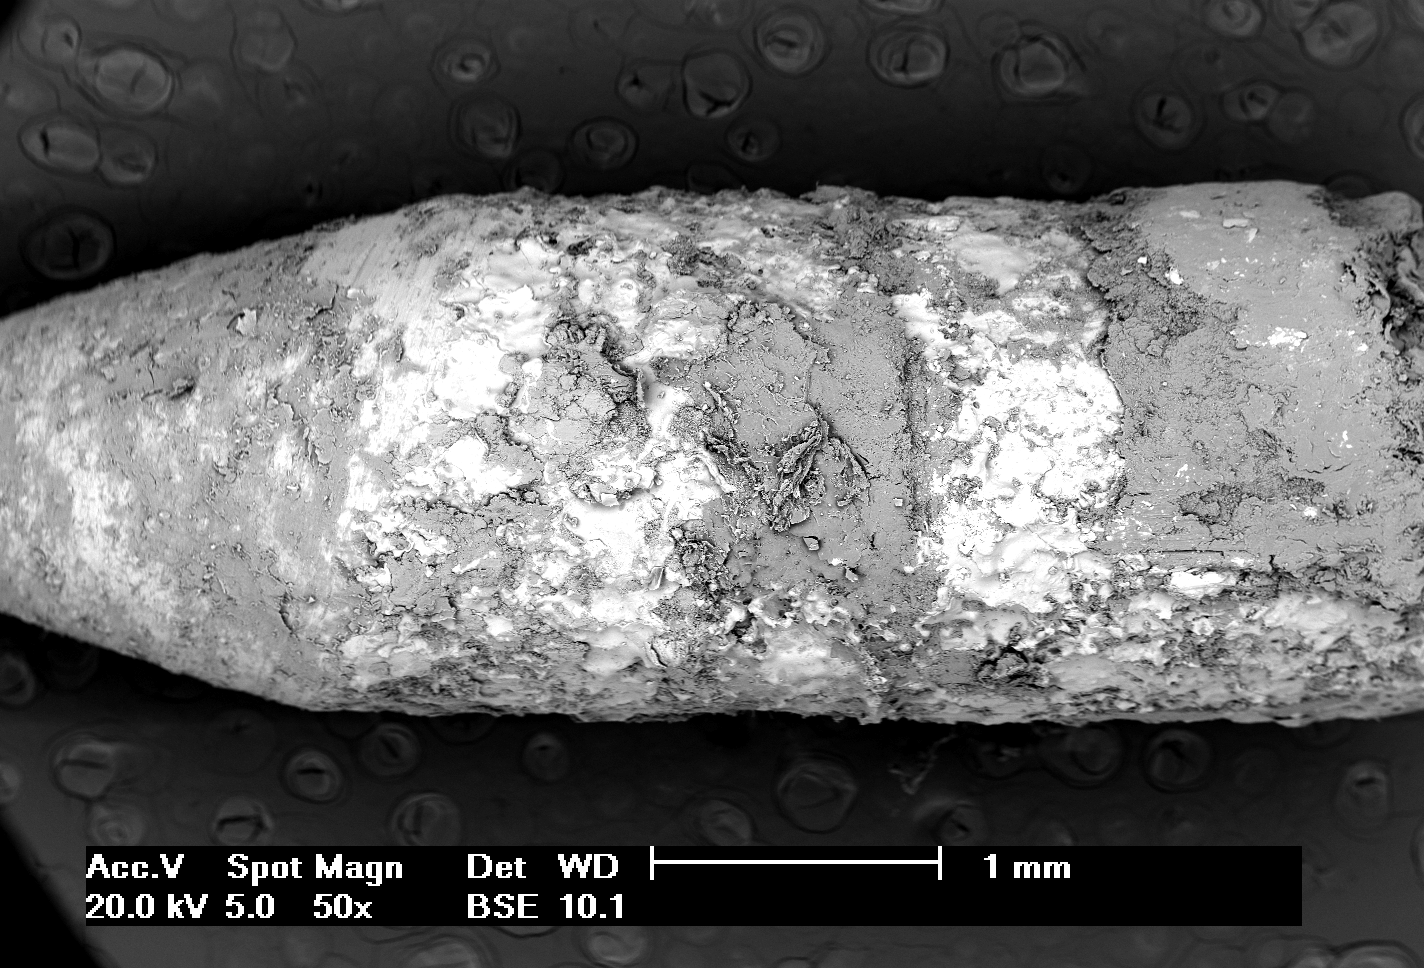 Acc.V Spot Magn Det WD 1 mm
20.0 kV 5.0 50x BSE 10.1